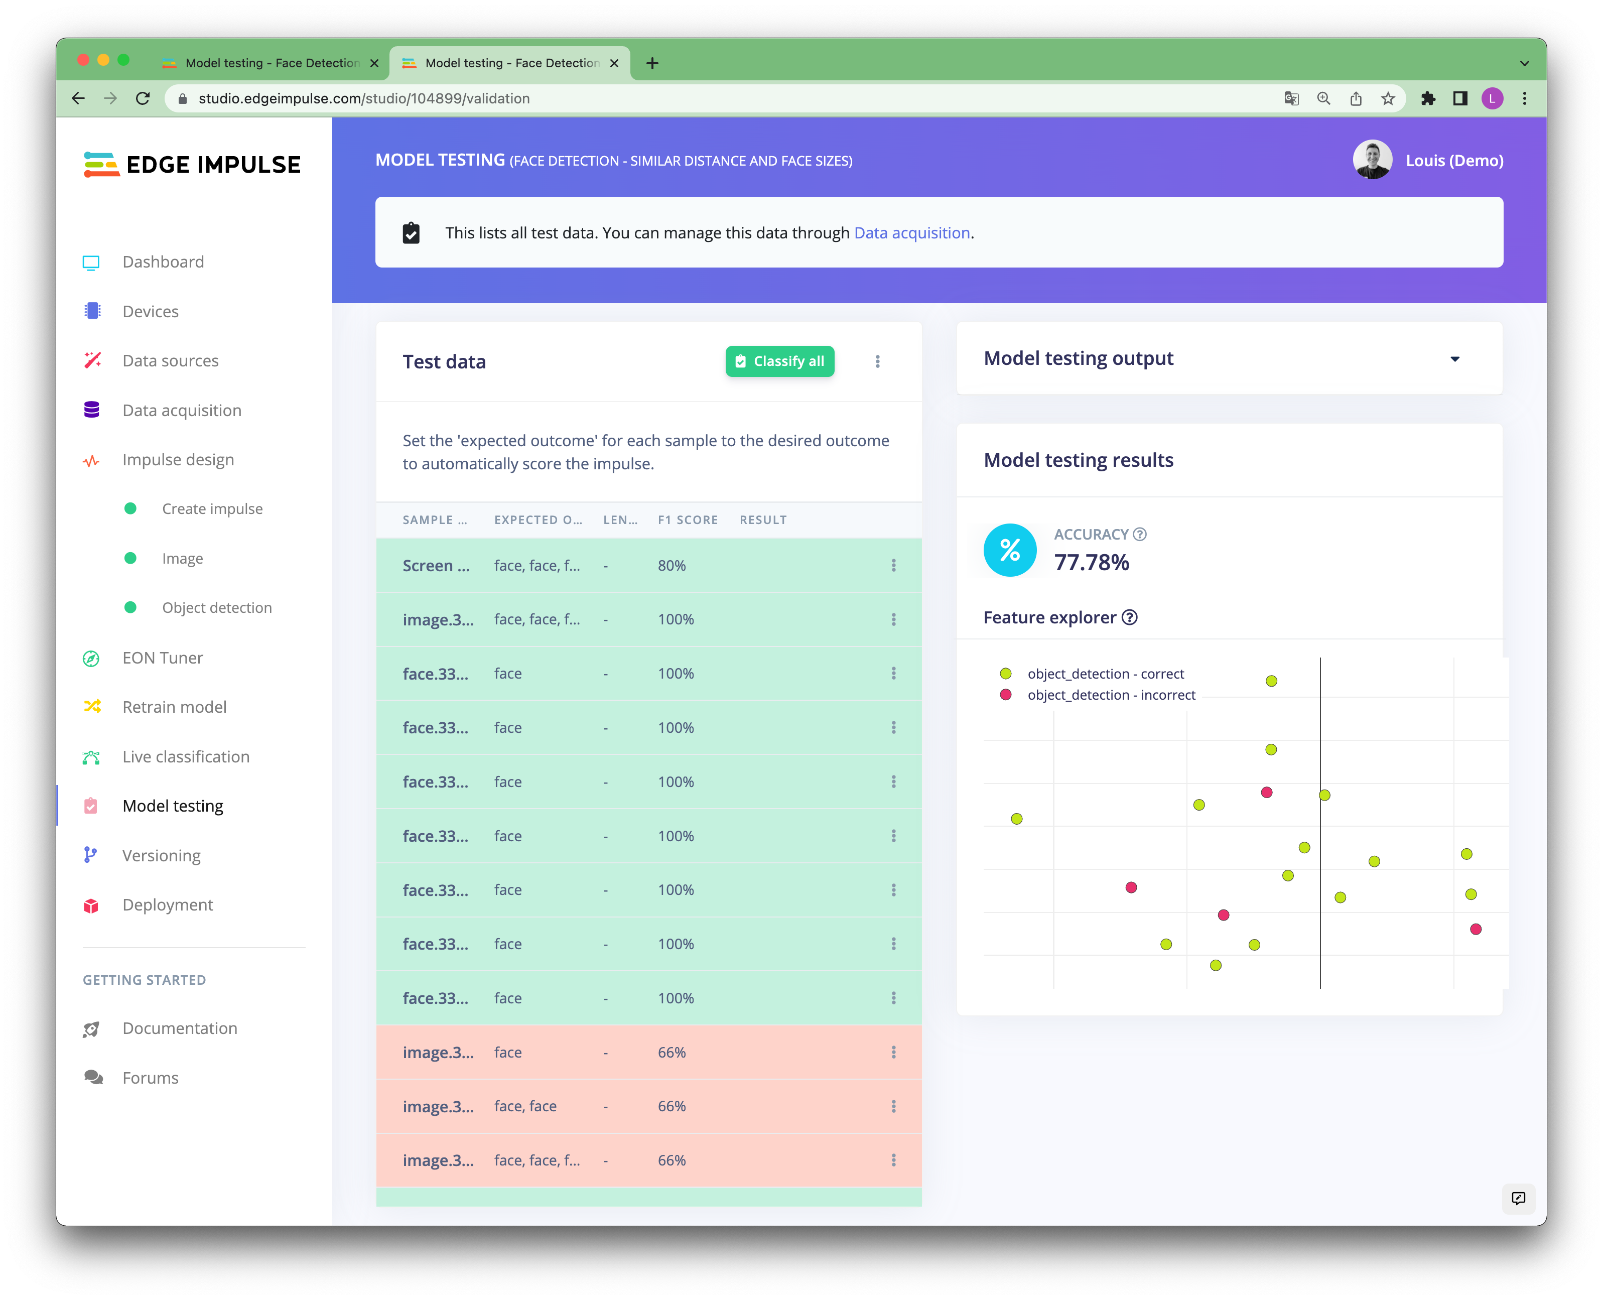 Model testing - Face Detection
Model testing - Face Detection
studio.edgeimpulse.com/studio/104899/validation
L
EDGE IMPULSE
MODEL TESTING (FACE DETECTION - SIMILAR DISTANCE AND FACE SIZES)
Louis (Demo)
This lists all test data. You can manage this data through Data acquisition.
Dashboard
Devices
Data sources
Data acquisition
Impulse design
Create impulse
Image
Object detection
EON Tuner
Retrain model
Live classification
Model testing
Versioning
Deployment
GETTING STARTED
Documentation
Forums
Test data
Classify all
Set the 'expected outcome' for each sample to the desired outcome
to automatically score the impulse.
SAMPLE ... EXPECTED O... LEN... F1 SCORE RESULT
Screen ... face, face, f... - 80%
image.3... face, face, f... - 100%
face.33... face - 100%
face.33... face - 100%
face.33... face - 100%
face.33... face - 100%
face.33... face - 100%
face.33... face - 100%
face.33... face - 100%
image.3... face - 66%
image.3... face, face - 66%
image.3... face, face, f... - 66%
Model testing output
Model testing results
%
ACCURACY ?
77.78%
Feature explorer ?
object_detection - correct
object_detection - incorrect